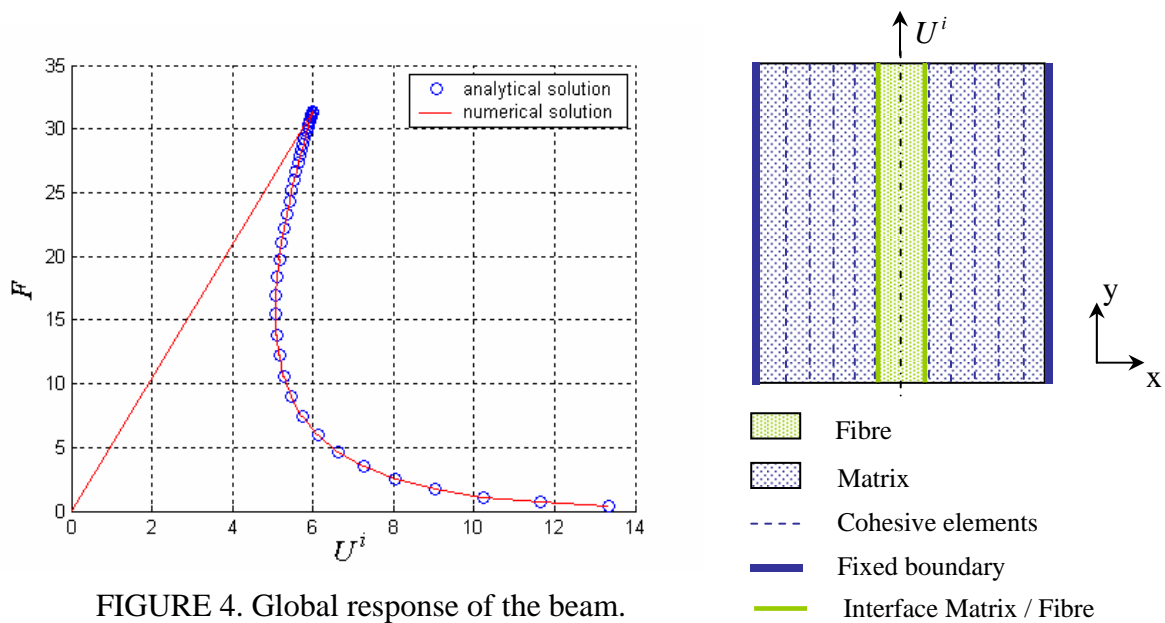 35
30
25
20
15
10
5
0
F
0 2 4 6 8 10 12 14
U^i
analytical solution
numerical solution
FIGURE 4. Global response of the beam.
U^i
y
x
Fibre
Matrix
Cohesive elements
Fixed boundary
Interface Matrix / Fibre